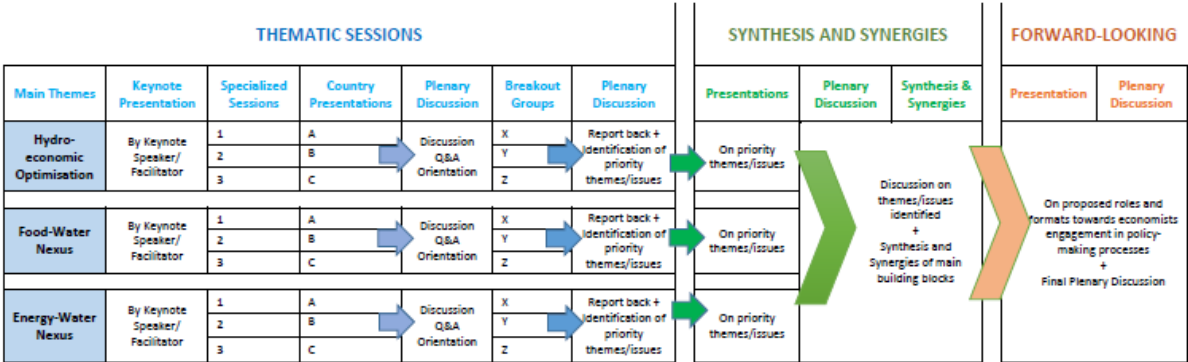 THEMATIC SESSIONS
SYNTHESIS AND SYNERGIES
FORWARD-LOOKING
Main Themes
Keynote
Presentation
Specialized
Sessions
Country
Presentations
Plenary
Discussion
Breakout
Groups
Plenary
Discussion
Presentations
Plenary
Discussion
Synthesis &
Synergies
Presentation
Plenary
Discussion
Hydro-
economic
Optimisation
By Keynote
Speaker/
Facilitator
1
2
3
A
B
C
Discussion
Q&A
Orientation
X
Y
Z
Report back +
Identification of
priority
themes/issues
On priority
themes/issues
Food-Water
Nexus
By Keynote
Speaker/
Facilitator
1
2
3
A
B
C
Discussion
Q&A
Orientation
X
Y
Z
Report back +
Identification of
priority
themes/issues
On priority
themes/issues
Energy-Water
Nexus
By Keynote
Speaker/
Facilitator
1
2
3
A
B
C
Discussion
Q&A
Orientation
X
Y
Z
Report back +
Identification of
priority
themes/issues
On priority
themes/issues
Discussion on
themes/issues
identified
+
Synthesis and
Synergies of main
building blocks
On proposed roles and
formats towards economists
engagement in policy-
making processes
+
Final Plenary Discussion